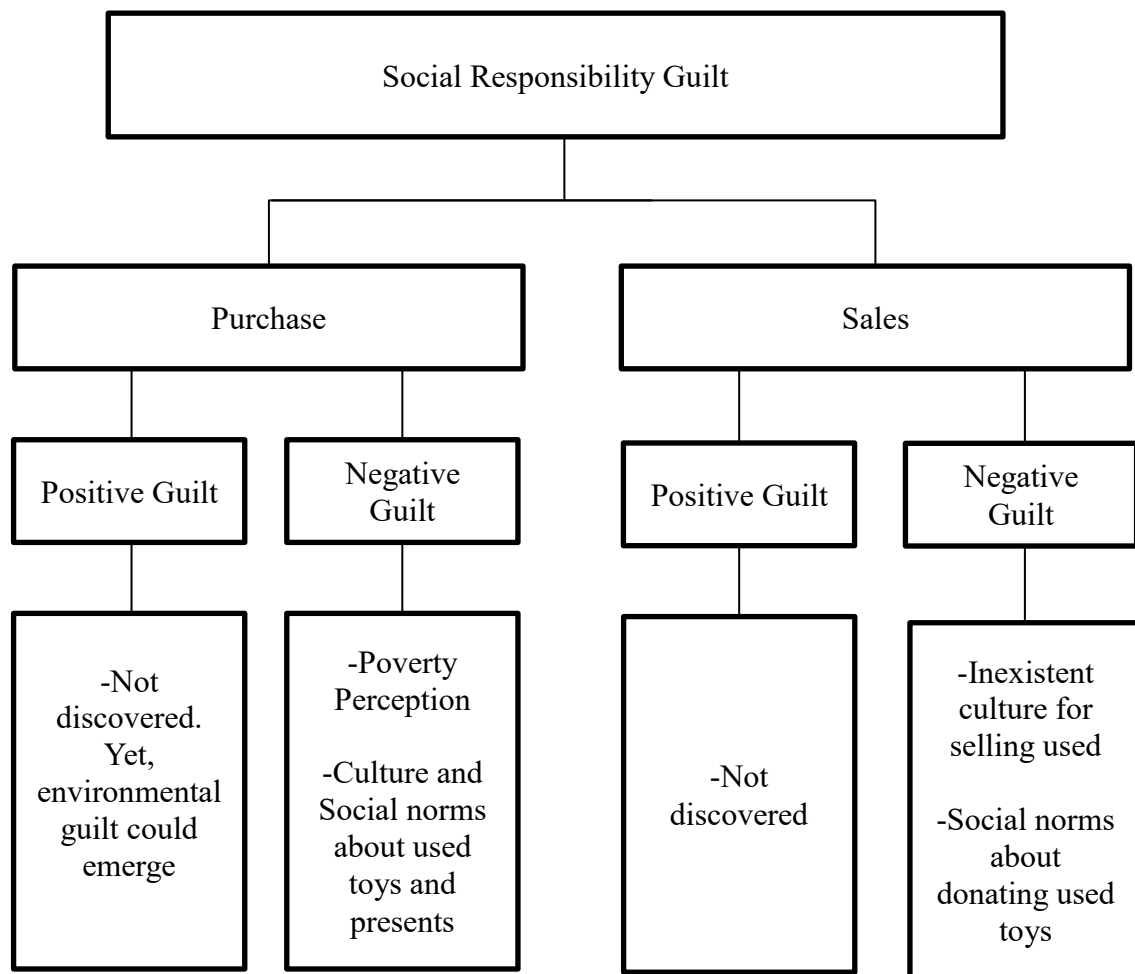 Social Responsibility Guilt
Purchase
Sales
Positive Guilt
Negative
Guilt
Positive Guilt
Negative
Guilt
-Not
discovered.
Yet,
environmental
guilt could
emerge
-Poverty
Perception
-Culture and
Social norms
about used
toys and
presents
-Not
discovered
-Inexistent
culture for
selling used
-Social norms
about
donating used
toys